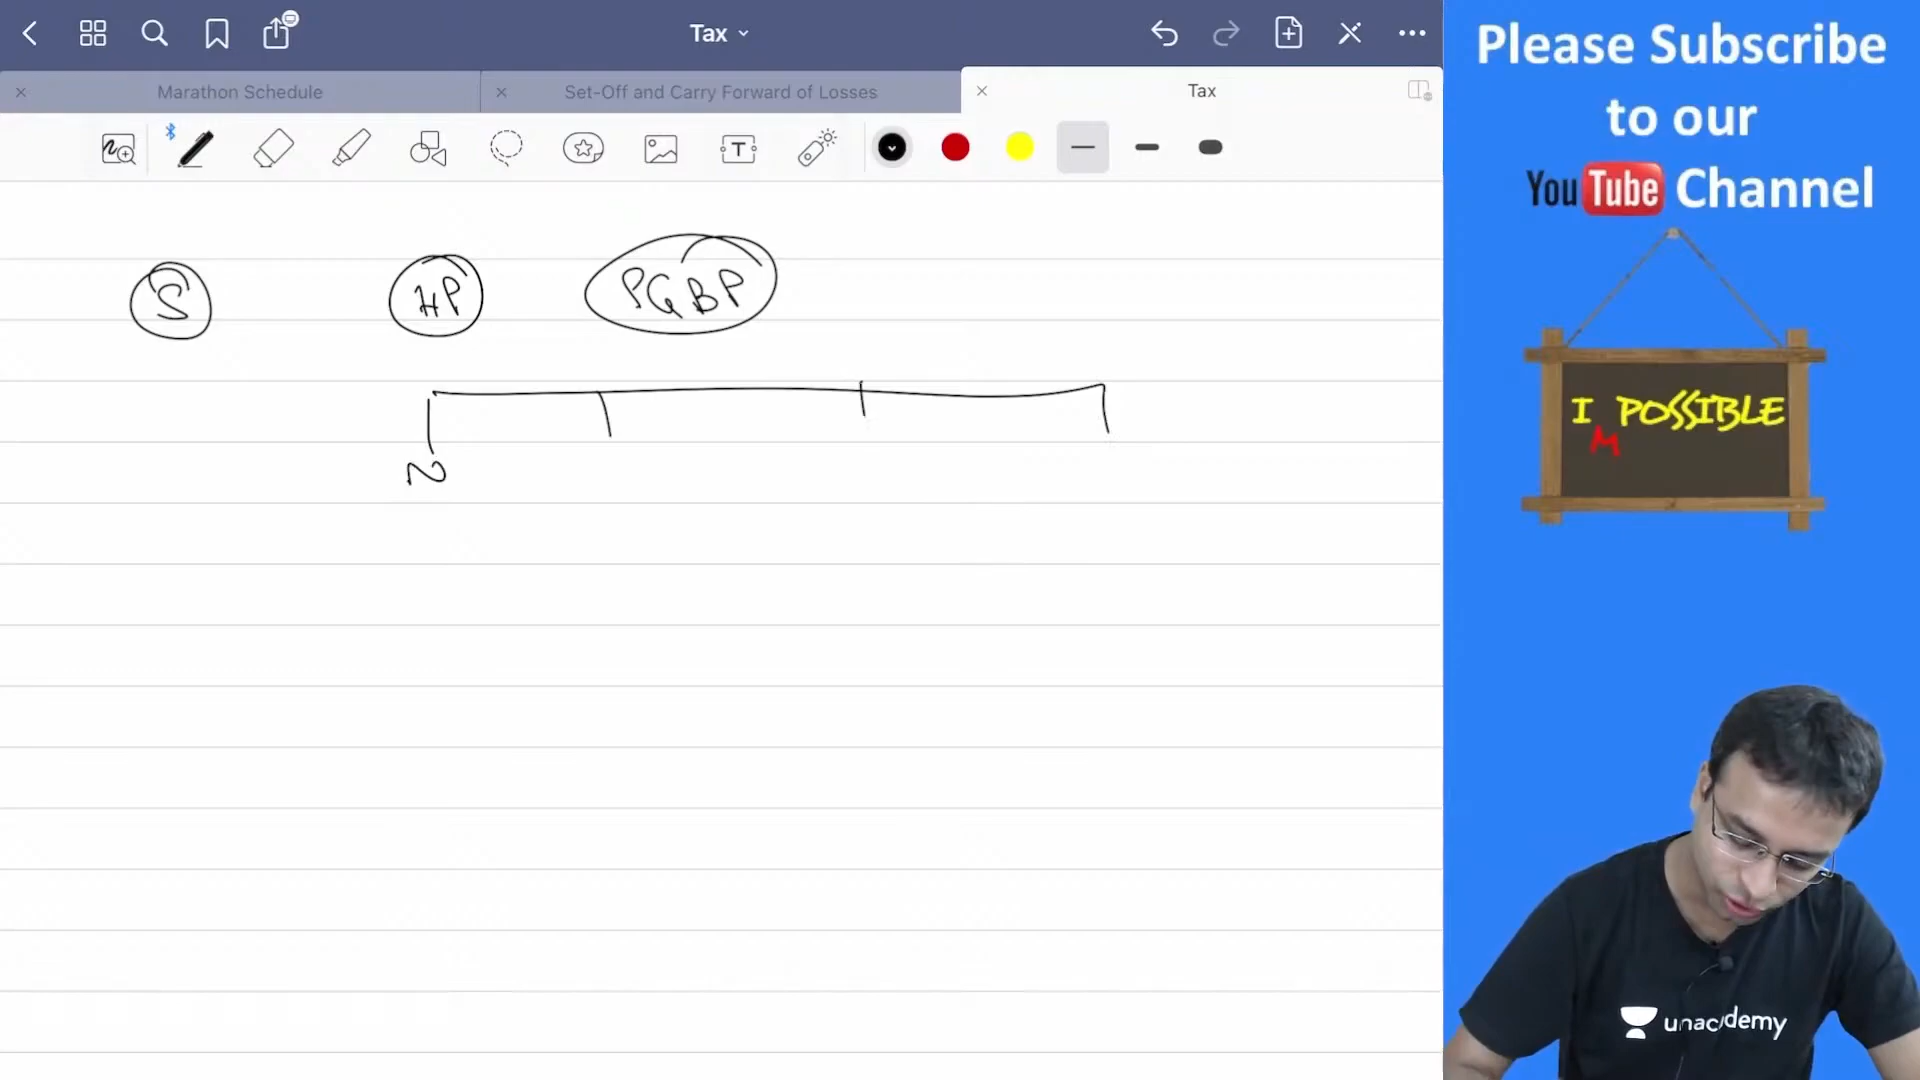 Tax
Marathon Schedule
Set-Off and Carry Forward of Losses
Tax
T
S
HP
PGBP
N
Please Subscribe
to our
YouTube Channel
I POSSIBLE
M
unacademy